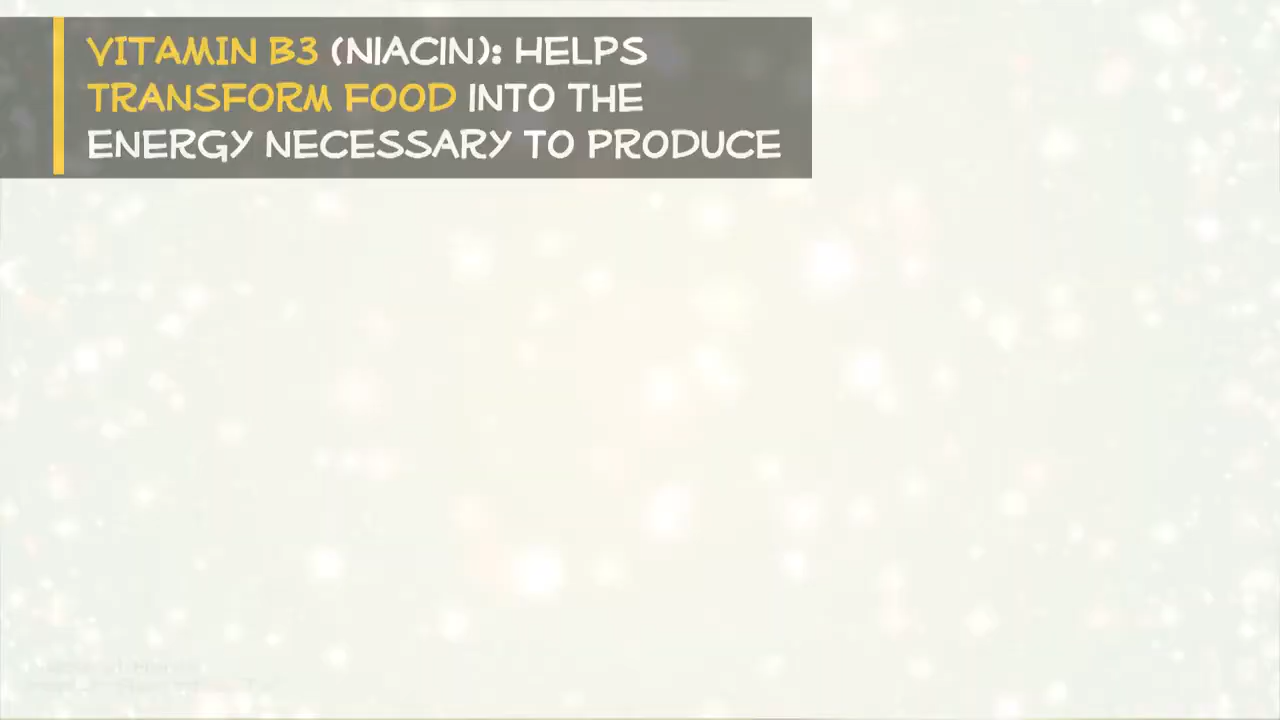 VITAMIN B3 (NIACIN): HELPS
TRANSFORM FOOD INTO THE
ENERGY NECESSARY TO PRODUCE